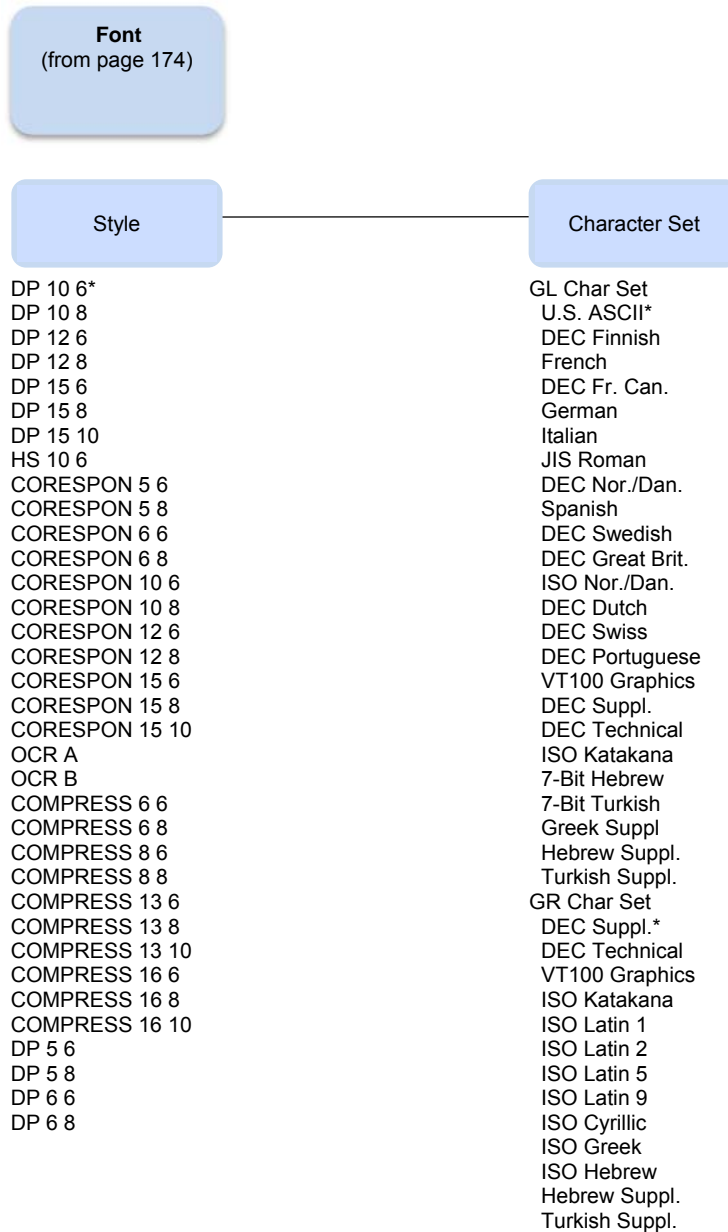 Font
(from page 174)
Style
DP 10 6*
DP 10 8
DP 12 6
DP 12 8
DP 15 6
DP 15 8
DP 15 10
HS 10 6
CORESPON 5 6
CORESPON 5 8
CORESPON 6 6
CORESPON 6 8
CORESPON 10 6
CORESPON 10 8
CORESPON 12 6
CORESPON 12 8
CORESPON 15 6
CORESPON 15 8
CORESPON 15 10
OCR A
OCR B
COMPRESS 6 6
COMPRESS 6 8
COMPRESS 8 6
COMPRESS 8 8
COMPRESS 13 6
COMPRESS 13 8
COMPRESS 13 10
COMPRESS 16 6
COMPRESS 16 8
COMPRESS 16 10
DP 5 6
DP 5 8
DP 6 6
DP 6 8
Character Set
GL Char Set
U.S. ASCII*
DEC Finnish
French
DEC Fr. Can.
German
Italian
JIS Roman
DEC Nor./Dan.
Spanish
DEC Swedish
DEC Great Brit.
ISO Nor./Dan.
DEC Dutch
DEC Swiss
DEC Portuguese
VT100 Graphics
DEC Suppl.
DEC Technical
ISO Katakana
7-Bit Hebrew
7-Bit Turkish
Greek Suppl
Hebrew Suppl.
Turkish Suppl.
GR Char Set
DEC Suppl.*
DEC Technical
VT100 Graphics
ISO Katakana
ISO Latin 1
ISO Latin 2
ISO Latin 5
ISO Latin 9
ISO Cyrillic
ISO Greek
ISO Hebrew
Hebrew Suppl.
Turkish Suppl.